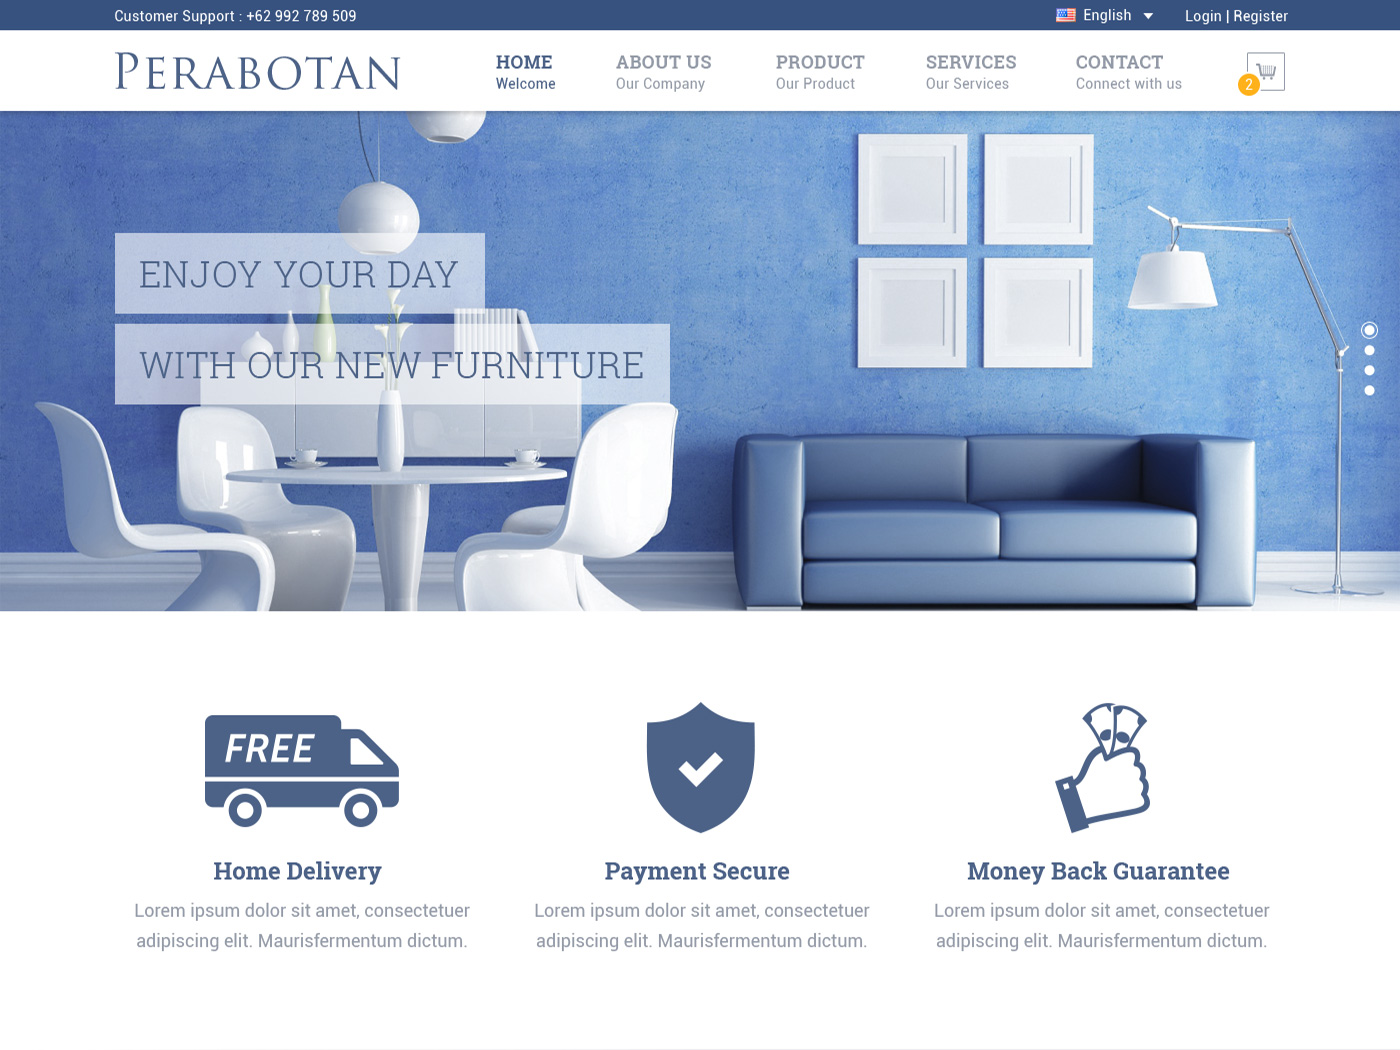 Customer Support : +62 992 789 509
English
Login | Register
PERABOTAN
HOME
Welcome
ABOUT US
Our Company
PRODUCT
Our Product
SERVICES
Our Services
CONTACT
Connect with us
2
ENJOY YOUR DAY
WITH OUR NEW FURNITURE
FREE
Home Delivery
Lorem ipsum dolor sit amet, consectetuer
adipiscing elit. Maurisfermentum dictum.
Payment Secure
Lorem ipsum dolor sit amet, consectetuer
adipiscing elit. Maurisfermentum dictum.
Money Back Guarantee
Lorem ipsum dolor sit amet, consectetuer
adipiscing elit. Maurisfermentum dictum.